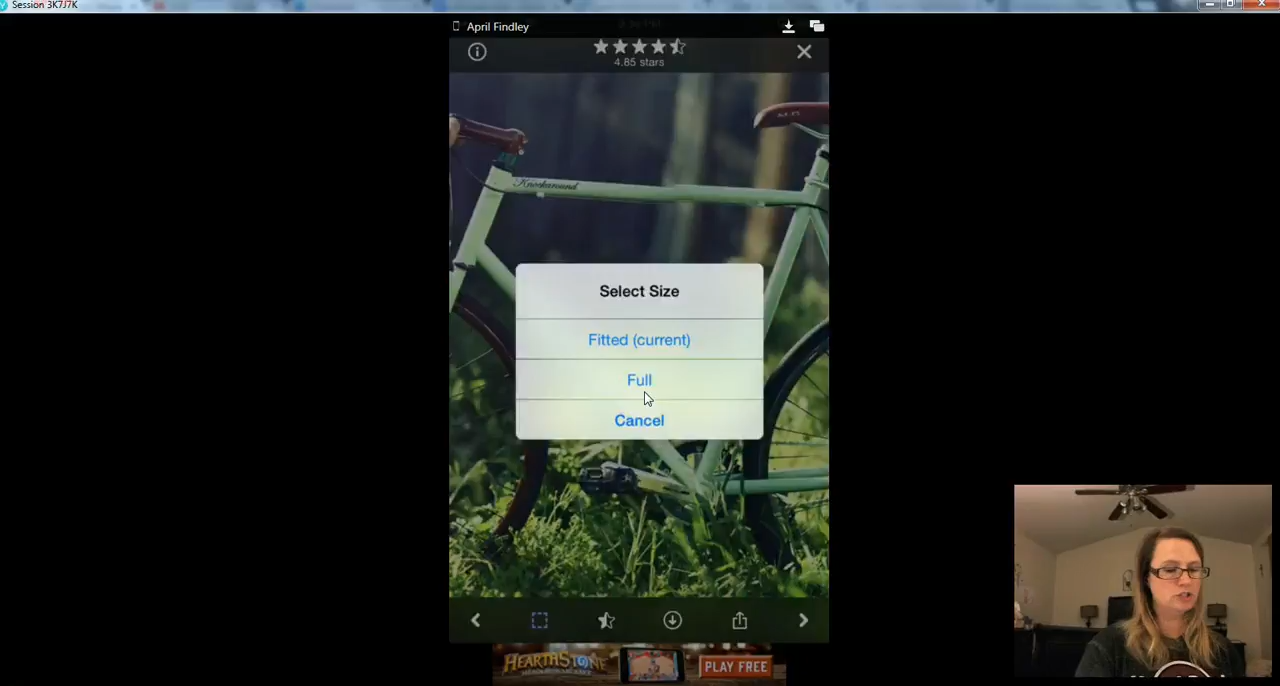 Session 3K7J7K
April Findley
4.85 stars
Knockaround
Select Size
Fitted (current)
Full
Cancel
HEARTHSTONE
PLAY FREE